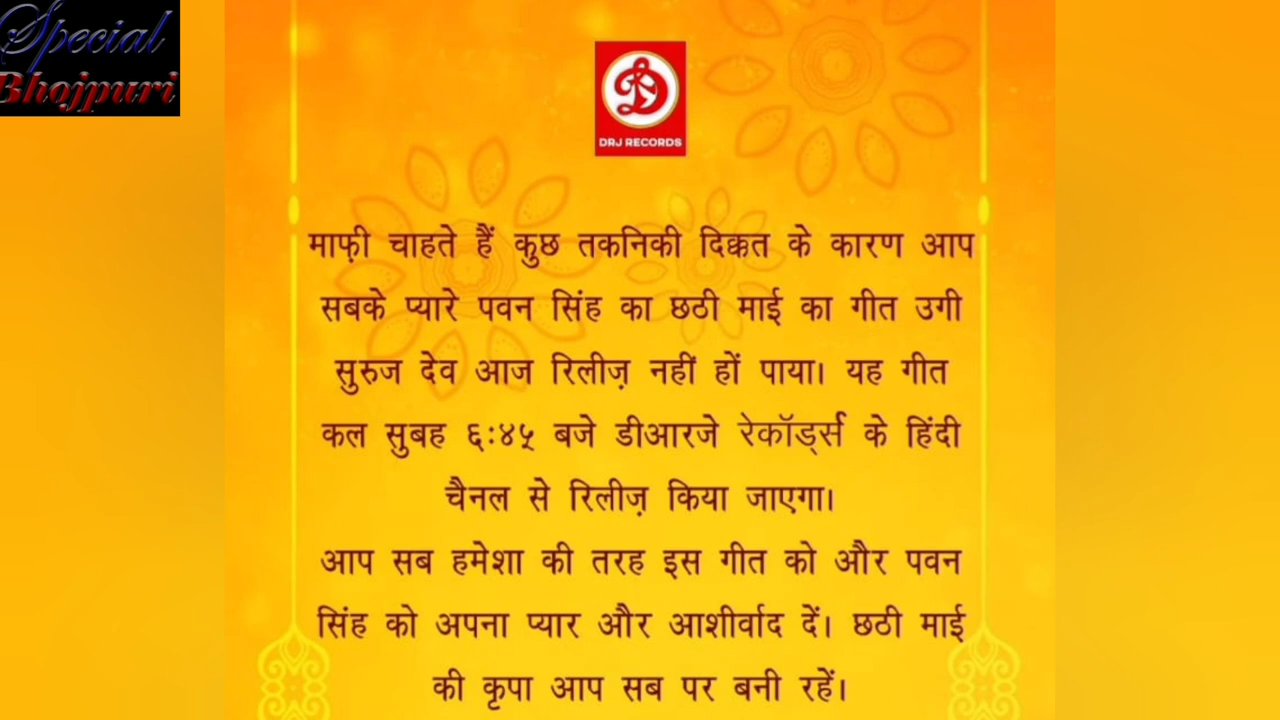 Special
Bhojpuri
DRJ RECORDS
माफ़ी चाहते हैं कुछ तकनिकी दिक्कत के कारण आप
सबके प्यारे पवन सिंह का छठी माई का गीत उगी
सुरुज देव आज रिलीज़ नहीं हों पाया। यह गीत
कल सुबह ६:४५ बजे डीआरजे रेकॉर्ड्स के हिंदी
चैनल से रिलीज़ किया जाएगा।
आप सब हमेशा की तरह इस गीत को और पवन
सिंह को अपना प्यार और आशीर्वाद दें। छठी माई
की कृपा आप सब पर बनी रहें।